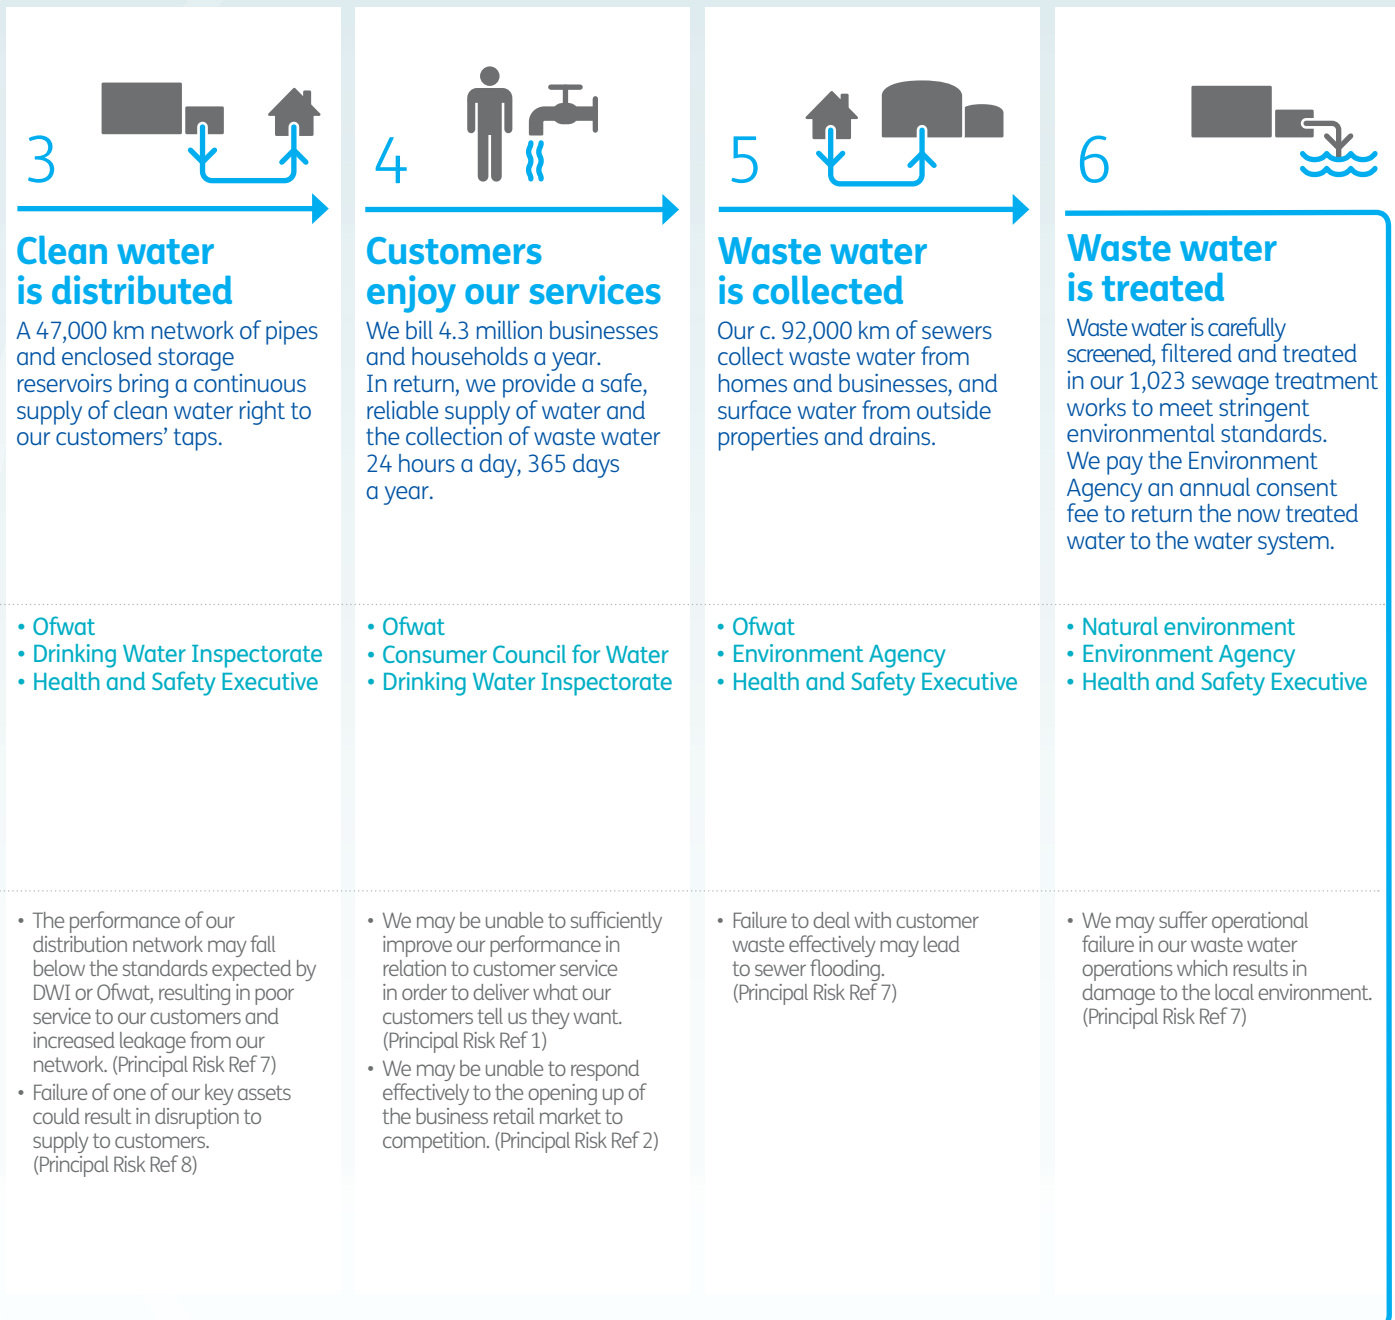 3
Clean water
is distributed
A 47,000 km network of pipes
and enclosed storage
reservoirs bring a continuous
supply of clean water right to
our customers’ taps.
• Ofwat
• Drinking Water Inspectorate
• Health and Safety Executive
• The performance of our
distribution network may fall
below the standards expected by
DWI or Ofwat, resulting in poor
service to our customers and
increased leakage from our
network. (Principal Risk Ref 7)
• Failure of one of our key assets
could result in disruption to
supply to customers.
(Principal Risk Ref 8)
4
Customers
enjoy our services
We bill 4.3 million businesses
and households a year.
In return, we provide a safe,
reliable supply of water and
the collection of waste water
24 hours a day, 365 days
a year.
• Ofwat
• Consumer Council for Water
• Drinking Water Inspectorate
• We may be unable to sufficiently
improve our performance in
relation to customer service
in order to deliver what our
customers tell us they want.
(Principal Risk Ref 1)
• We may be unable to respond
effectively to the opening up of
the business retail market to
competition. (Principal Risk Ref 2)
5
Waste water
is collected
Our c. 92,000 km of sewers
collect waste water from
homes and businesses, and
surface water from outside
properties and drains.
• Ofwat
• Environment Agency
• Health and Safety Executive
• Failure to deal with customer
waste effectively may lead
to sewer flooding.
(Principal Risk Ref 7)
6
Waste water
is treated
Waste water is carefully
screened, filtered and treated
in our 1,023 sewage treatment
works to meet stringent
environmental standards.
We pay the Environment
Agency an annual consent
fee to return the now treated
water to the water system.
• Natural environment
• Environment Agency
• Health and Safety Executive
• We may suffer operational
failure in our waste water
operations which results in
damage to the local environment.
(Principal Risk Ref 7)